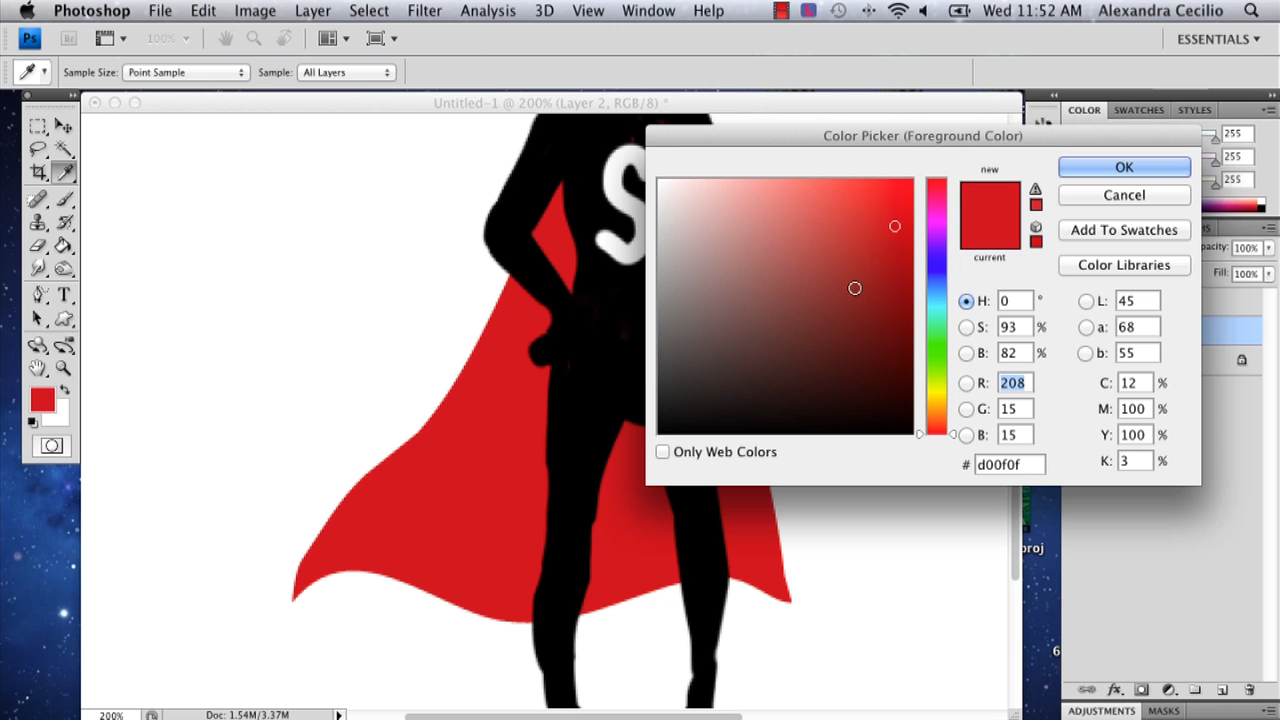 Photoshop File Edit Image Layer Select Filter Analysis 3D View Window Help Wed 11:52 AM Alexandra Cecilio
Ps Br 100% ESSENTIALS
Sample Size: Point Sample Sample: All Layers
Untitled-1 @ 200% (Layer 2, RGB/8) *
COLOR SWATCHES STYLES
255
255
255
Opacity: 100%
Fill: 100%
S
Color Picker (Foreground Color)
new
current
OK
Cancel
Add To Swatches
Color Libraries
H: 0 ° L: 45
S: 93 % a: 68
B: 82 % b: 55
R: 208 C: 12 %
G: 15 M: 100 %
B: 15 Y: 100 %
# d00f0f K: 3 %
Only Web Colors
proj
6
200% Doc: 1.54M/3.37M
ADJUSTMENTS MASKS